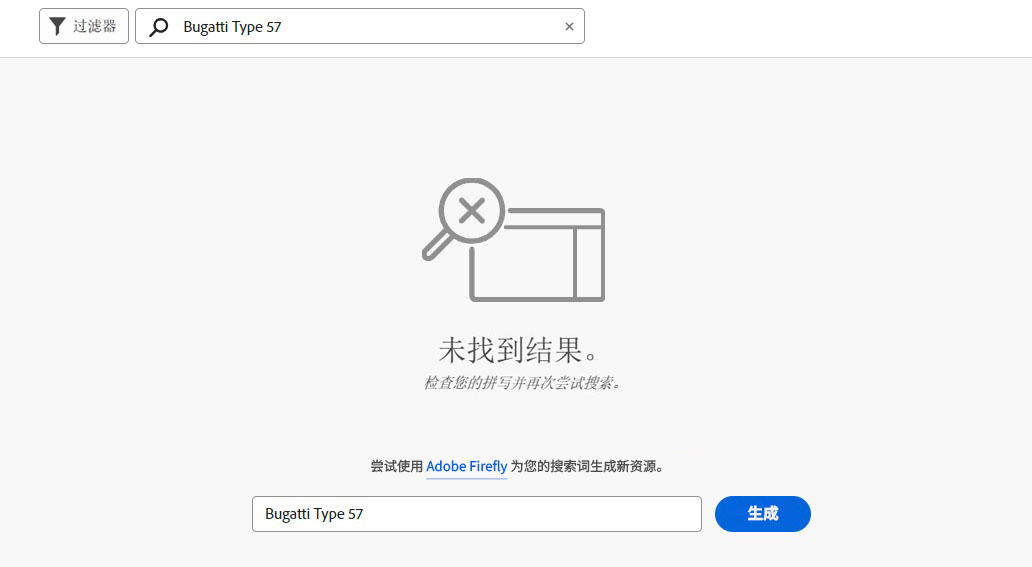 过滤器
Bugatti Type 57
未找到结果。
检查您的拼写并再次尝试搜索。
尝试使用 Adobe Firefly 为您的搜索词生成新资源。
Bugatti Type 57
生成